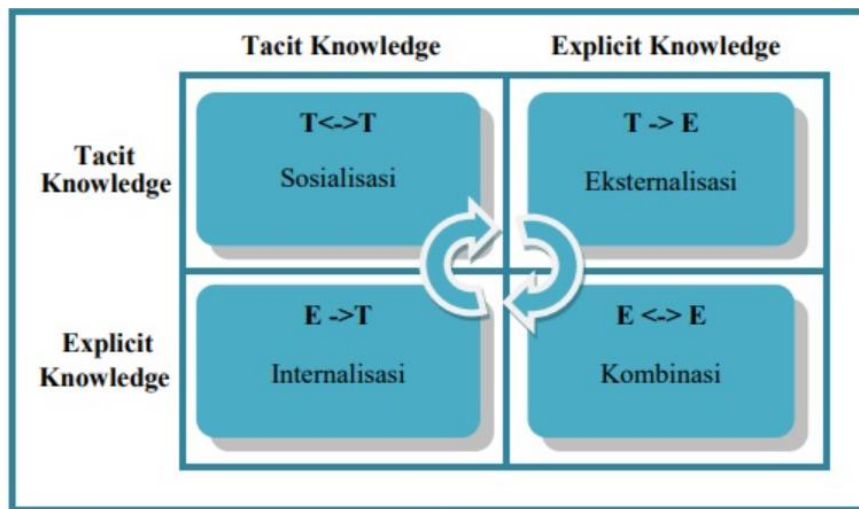 Tacit Knowledge
Explicit Knowledge
Tacit
Knowledge
T<->T
Sosialisasi
T -> E
Eksternalisasi
Explicit
Knowledge
E ->T
Internalisasi
E <-> E
Kombinasi